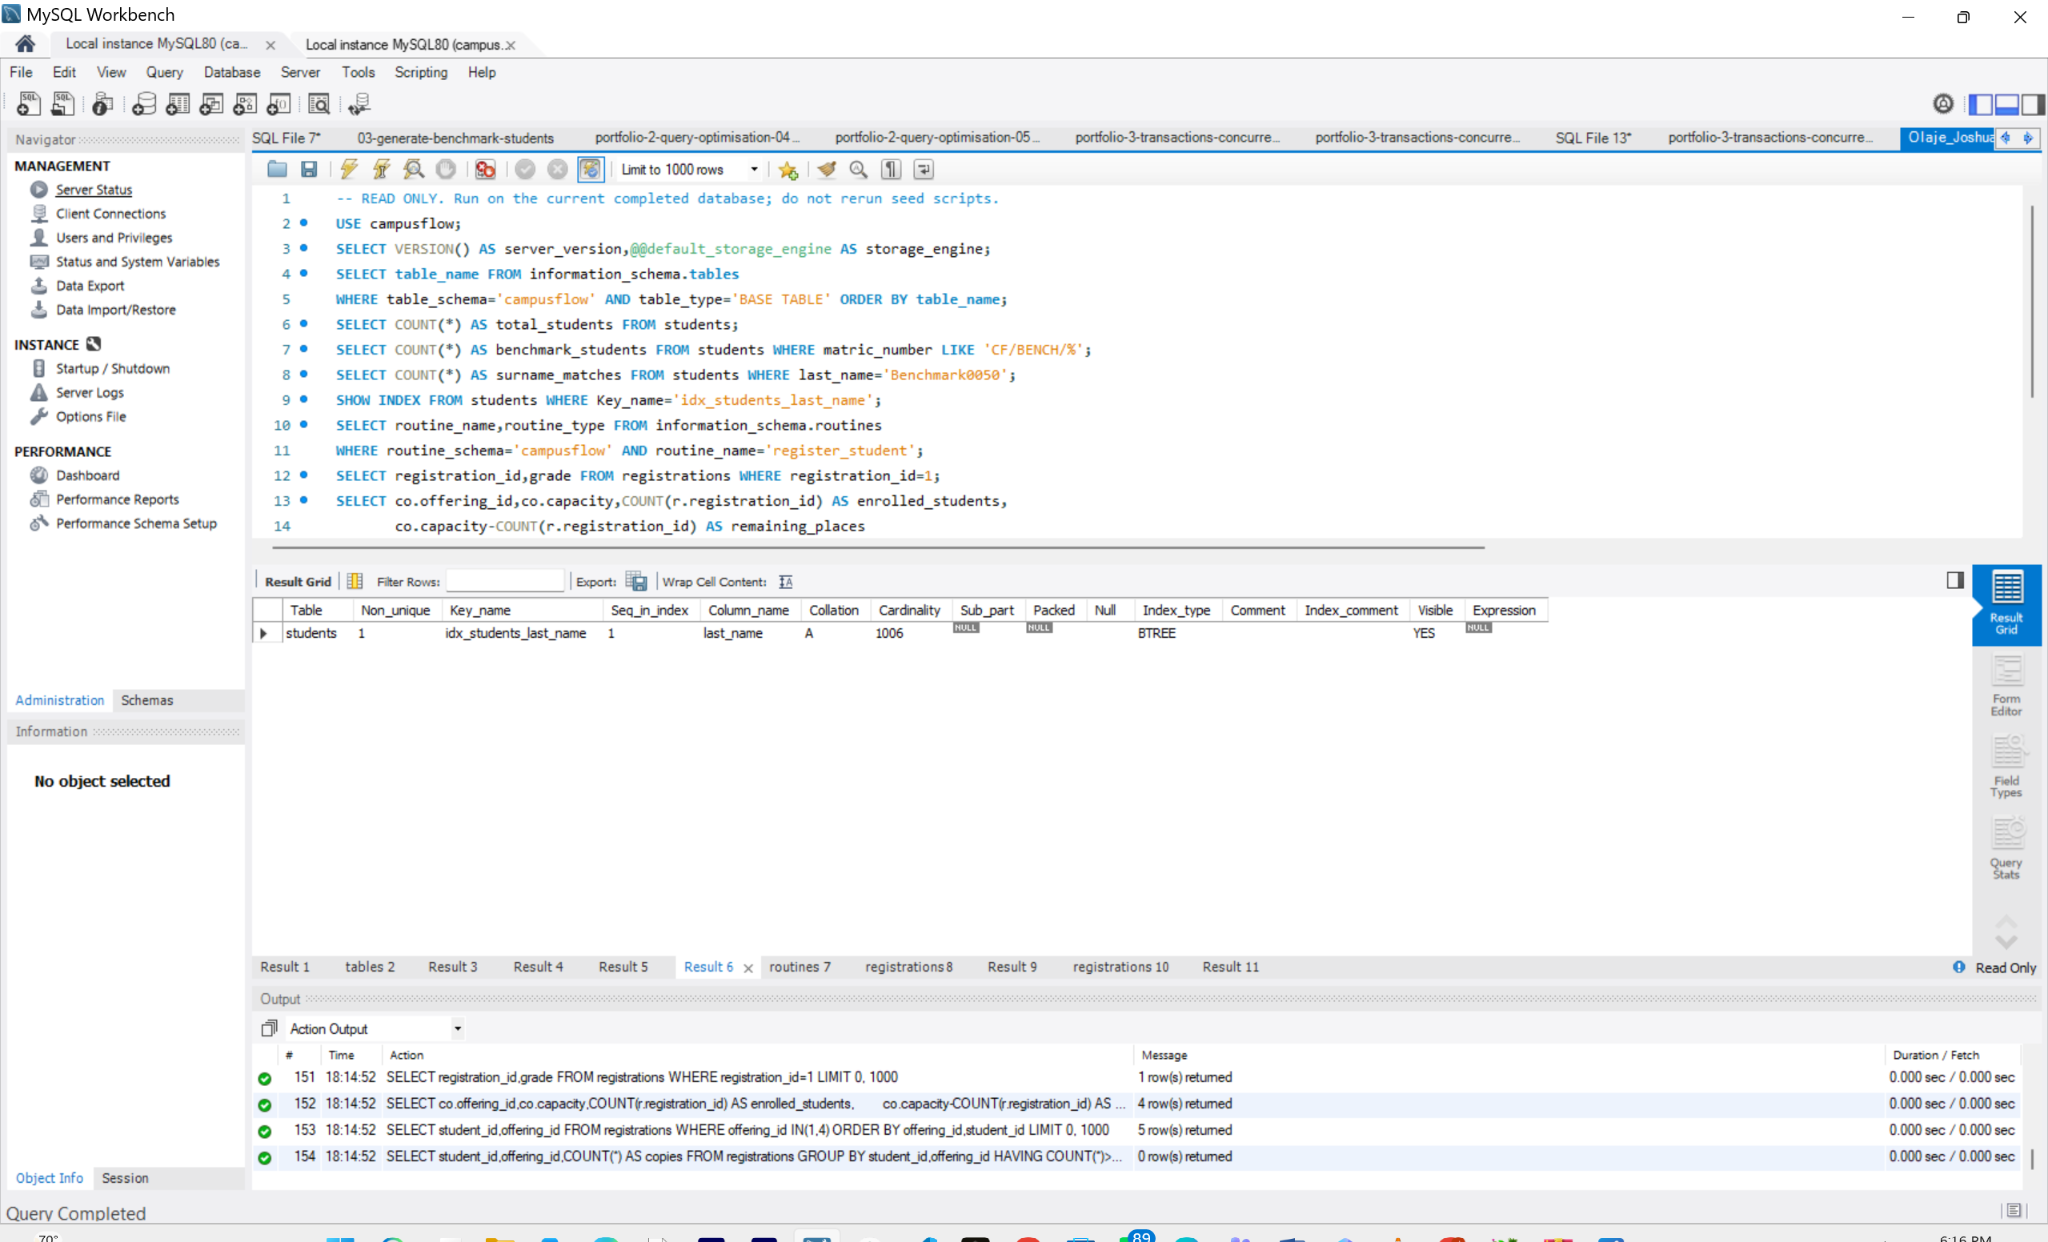 MySQL Workbench
Local instance MySQL80 (ca...
Local instance MySQL80 (campus.
File Edit View Query Database Server Tools Scripting Help
Navigator
SQL File 7*
03-generate-benchmark-students
portfolio-2-query-optimisation-04...
portfolio-2-query-optimisation-05...
portfolio-3-transactions-concurre...
portfolio-3-transactions-concurre...
SQL File 13*
portfolio-3-transactions-concurre...
Olaje_Joshua
MANAGEMENT
Server Status
Client Connections
Users and Privileges
Status and System Variables
Data Export
Data Import/Restore
INSTANCE
Startup / Shutdown
Server Logs
Options File
PERFORMANCE
Dashboard
Performance Reports
Performance Schema Setup
Administration Schemas
Information
No object selected
Object Info Session
Query Completed
Limit to 1000 rows
1 -- READ ONLY. Run on the current completed database; do not rerun seed scripts.
2 USE campusflow;
3 SELECT VERSION() AS server_version,@@default_storage_engine AS storage_engine;
4 SELECT table_name FROM information_schema.tables
5 WHERE table_schema='campusflow' AND table_type='BASE TABLE' ORDER BY table_name;
6 SELECT COUNT(*) AS total_students FROM students;
7 SELECT COUNT(*) AS benchmark_students FROM students WHERE matric_number LIKE 'CF/BENCH/%';
8 SELECT COUNT(*) AS surname_matches FROM students WHERE last_name='Benchmark0050';
9 SHOW INDEX FROM students WHERE Key_name='idx_students_last_name';
10 SELECT routine_name,routine_type FROM information_schema.routines
11 WHERE routine_schema='campusflow' AND routine_name='register_student';
12 SELECT registration_id,grade FROM registrations WHERE registration_id=1;
13 SELECT co.offering_id,co.capacity,COUNT(r.registration_id) AS enrolled_students,
14 co.capacity-COUNT(r.registration_id) AS remaining_places
Result Grid Filter Rows: Export: Wrap Cell Content:
Table Non_unique Key_name Seq_in_index Column_name Collation Cardinality Sub_part Packed Null Index_type Comment Index_comment Visible Expression
students 1 idx_students_last_name 1 last_name A 1006 NULL NULL BTREE YES NULL
Result Grid
Form Editor
Field Types
Query Stats
Result 1 tables 2 Result 3 Result 4 Result 5 Result 6 routines 7 registrations 8 Result 9 registrations 10 Result 11
Read Only
Output
Action Output
# Time Action Message Duration / Fetch
151 18:14:52 SELECT registration_id,grade FROM registrations WHERE registration_id=1 LIMIT 0, 1000 1 row(s) returned 0.000 sec / 0.000 sec
152 18:14:52 SELECT co.offering_id,co.capacity,COUNT(r.registration_id) AS enrolled_students, co.capacity-COUNT(r.registration_id) AS ... 4 row(s) returned 0.000 sec / 0.000 sec
153 18:14:52 SELECT student_id,offering_id FROM registrations WHERE offering_id IN(1,4) ORDER BY offering_id,student_id LIMIT 0, 1000 5 row(s) returned 0.000 sec / 0.000 sec
154 18:14:52 SELECT student_id,offering_id,COUNT(*) AS copies FROM registrations GROUP BY student_id,offering_id HAVING COUNT(*)>... 0 row(s) returned 0.000 sec / 0.000 sec
70°
89
6:16 PM